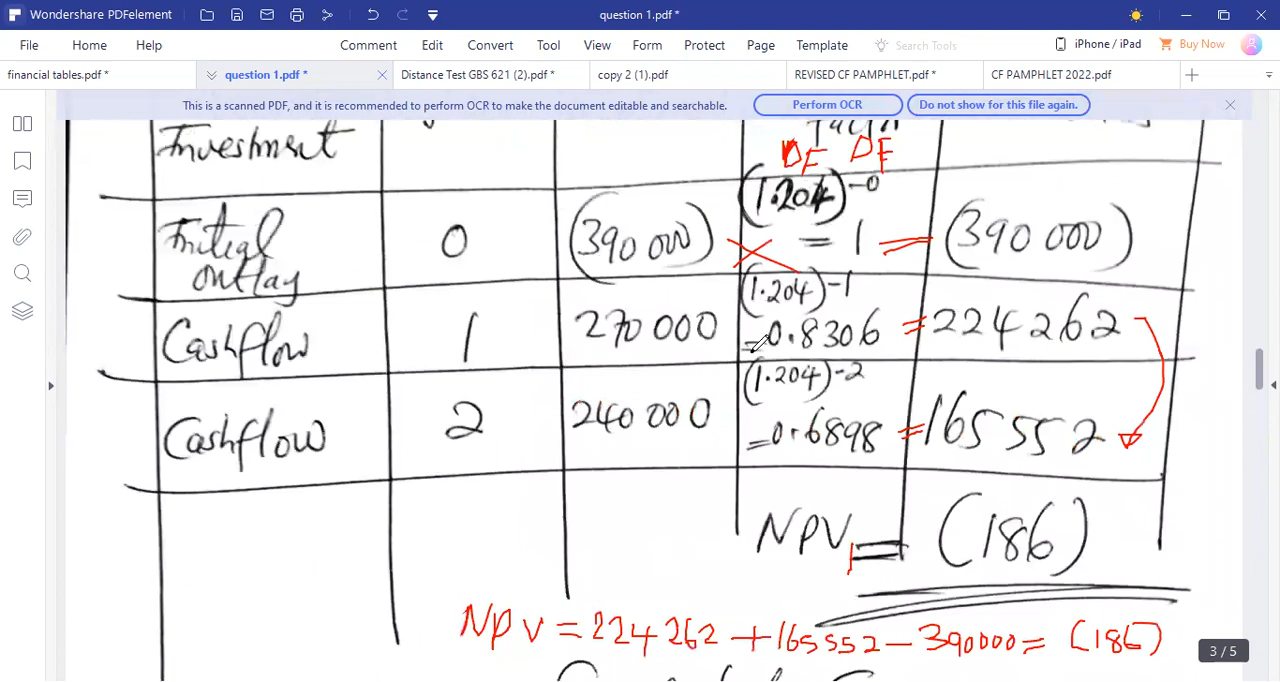 Wondershare PDFelement
question 1.pdf *
File Home Help Comment Edit Convert Tool View Form Protect Page Template Search Tools iPhone / iPad Buy Now
financial tables.pdf * question 1.pdf * Distance Test GBS 621 (2).pdf * copy 2 (1).pdf REVISED CF PAMPHLET.pdf * CF PAMPHLET 2022.pdf
This is a scanned PDF, and it is recommended to perform OCR to make the document editable and searchable. Perform OCR Do not show for this file again.
Investment
DF DF
(1.204)-0
Initial outlay 0 (390 000) = 1 = (390 000)
(1.204)-1
Cashflow 1 270 000 =0.8306 =224262
(1.204)-2
Cashflow 2 240 000 =0.6898 =165 552
NPV = (186)
NPV = 224 262 + 165552 - 390000 = (186)
3 / 5